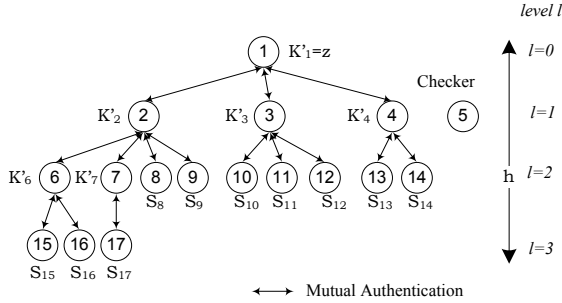 level l
1 K'1=z l=0
Checker
K'2 2 K'3 3 K'4 4 5 l=1
K'6 6 K'7 7 8 9 10 11 12 13 14 h l=2
S8 S9 S10 S11 S12 S13 S14
15 16 17 l=3
S15 S16 S17
Mutual Authentication